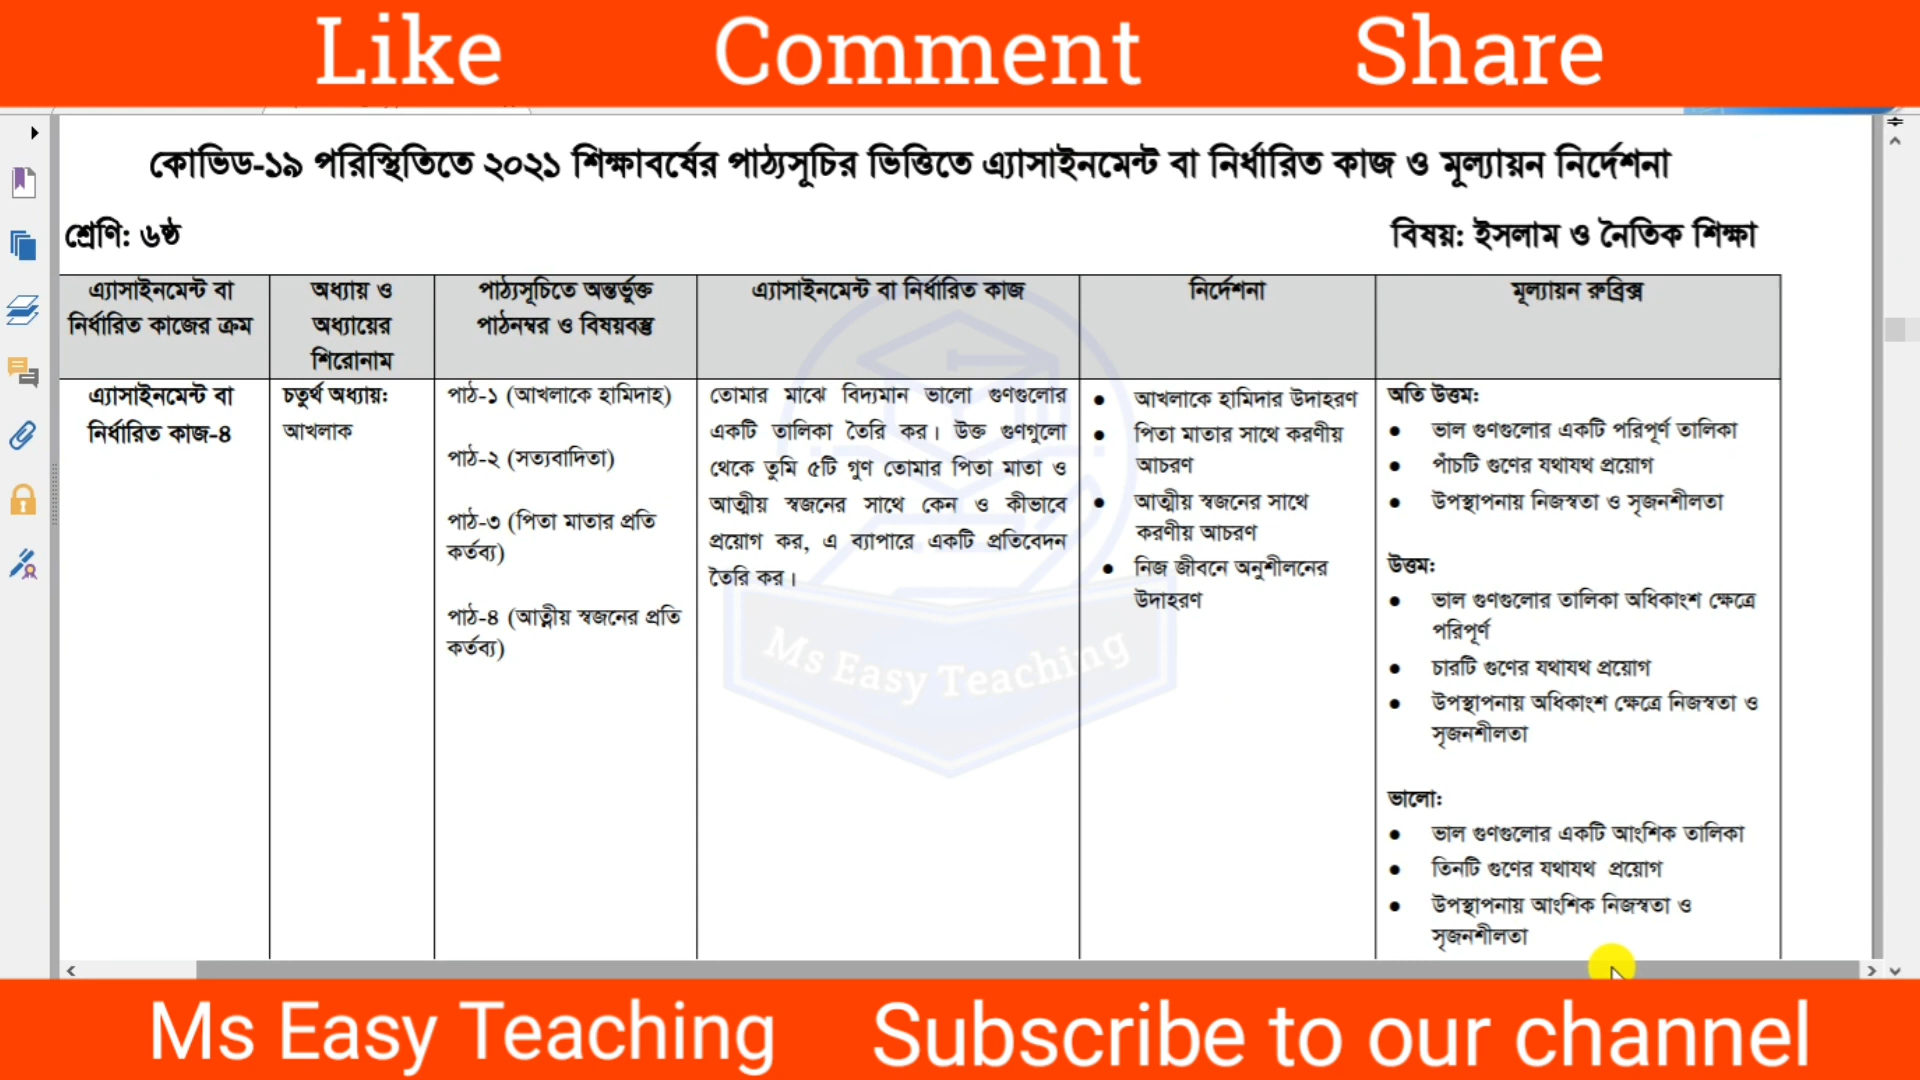 Like Comment Share
কোভিড-১৯ পরিস্থিতিতে ২০২১ শিক্ষাবর্ষের পাঠ্যসূচির ভিত্তিতে এ্যাসাইনমেন্ট বা নির্ধারিত কাজ ও মূল্যায়ন নির্দেশনা
শ্রেণি: ৬ষ্ঠ
বিষয়: ইসলাম ও নৈতিক শিক্ষা
এ্যাসাইনমেন্ট বা
নির্ধারিত কাজের ক্রম
অধ্যায় ও
অধ্যায়ের
শিরোনাম
পাঠ্যসূচিতে অন্তর্ভুক্ত
পাঠনম্বর ও বিষয়বস্তু
এ্যাসাইনমেন্ট বা নির্ধারিত কাজ
নির্দেশনা
মূল্যায়ন রুব্রিক্স
এ্যাসাইনমেন্ট বা
নির্ধারিত কাজ-৪
চতুর্থ অধ্যায়:
আখলাক
পাঠ-১ (আখলাকে হামিদাহ)
পাঠ-২ (সত্যবাদিতা)
পাঠ-৩ (পিতা মাতার প্রতি
কর্তব্য)
পাঠ-৪ (আত্নীয় স্বজনের প্রতি
কর্তব্য)
তোমার মাঝে বিদ্যমান ভালো গুণগুলোর
একটি তালিকা তৈরি কর। উক্ত গুণগুলো
থেকে তুমি ৫টি গুণ তোমার পিতা মাতা ও
আত্মীয় স্বজনের সাথে কেন ও কীভাবে
প্রয়োগ কর, এ ব্যাপারে একটি প্রতিবেদন
তৈরি কর।
● আখলাকে হামিদার উদাহরণ
● পিতা মাতার সাথে করণীয়
আচরণ
● আত্মীয় স্বজনের সাথে
করণীয় আচরণ
● নিজ জীবনে অনুশীলনের
উদাহরণ
অতি উত্তম:
● ভাল গুণগুলোর একটি পরিপূর্ণ তালিকা
● পাঁচটি গুণের যথাযথ প্রয়োগ
● উপস্থাপনায় নিজস্বতা ও সৃজনশীলতা
উত্তম:
● ভাল গুণগুলোর তালিকা অধিকাংশ ক্ষেত্রে
পরিপূর্ণ
● চারটি গুণের যথাযথ প্রয়োগ
● উপস্থাপনায় অধিকাংশ ক্ষেত্রে নিজস্বতা ও
সৃজনশীলতা
ভালো:
● ভাল গুণগুলোর একটি আংশিক তালিকা
● তিনটি গুণের যথাযথ প্রয়োগ
● উপস্থাপনায় আংশিক নিজস্বতা ও
সৃজনশীলতা
Ms Easy Teaching
Ms Easy Teaching Subscribe to our channel